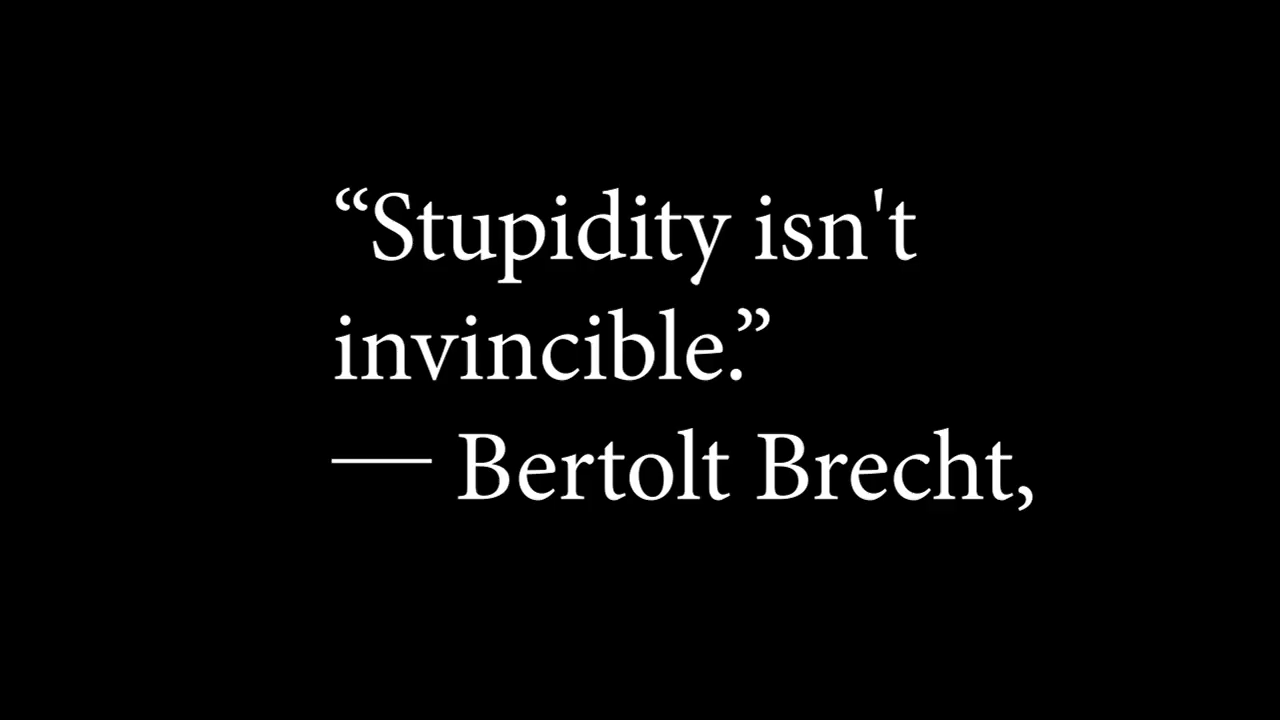 “Stupidity isn't
invincible.”
— Bertolt Brecht,